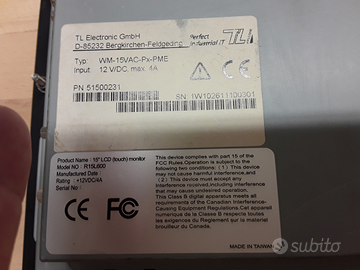 TL Electronic GmbH
D-85232 Bergkirchen-Feldgeding
Perfect
Industrial IT
TL
Typ: WM-15VAC-Px-PME
Input: 12 V/DC, max. 4A
CE
PN 51500231
SN: 1W102611100301
Product Name : 15" LCD (touch) monitor
Model NO : R15L600
Manufactured Date :
Rating : +12VDC/4A
Serial No :
CE FC
This device complies with part 15 of the
FCC Rules. Operation is subject to the
following two conditions: (1) This device may
not cause harmful interference, and
(2) This device must accept any
interference received, including interference
that may cause undesired operation.
This Class B digital apparatus meets all
requirements of the Canadian Interference-
Causing Equipment Regulations. Cet appareil
numerique de la Classe B respecte toutes les
exigences du Reglement sur le materiel
brouilleur du Canada.
MADE IN TAIWAN
subito